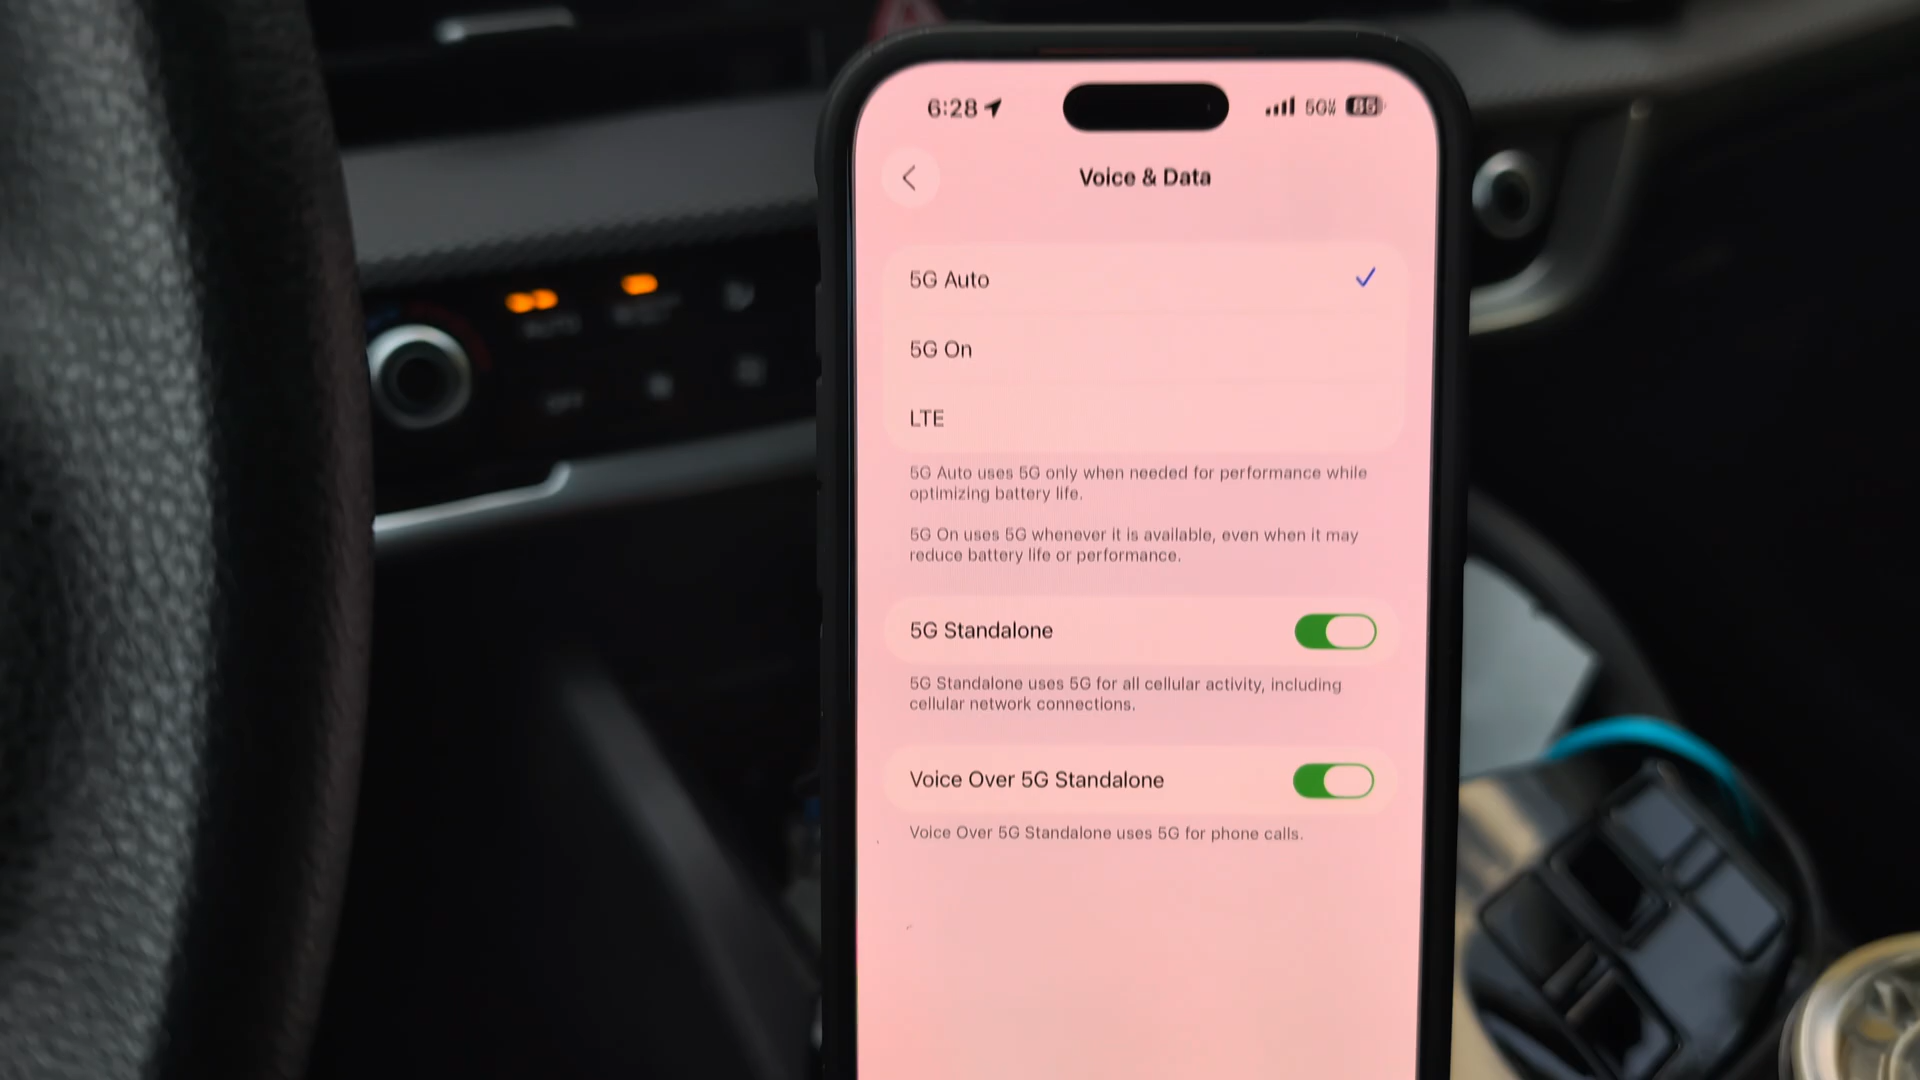 6:28
86
Voice & Data
5G Auto
5G On
LTE
5G Auto uses 5G only when needed for performance while
optimizing battery life.
5G On uses 5G whenever it is available, even when it may
reduce battery life or performance.
5G Standalone
5G Standalone uses 5G for all cellular activity, including
cellular network connections.
Voice Over 5G Standalone
Voice Over 5G Standalone uses 5G for phone calls.
AUTO
OFF